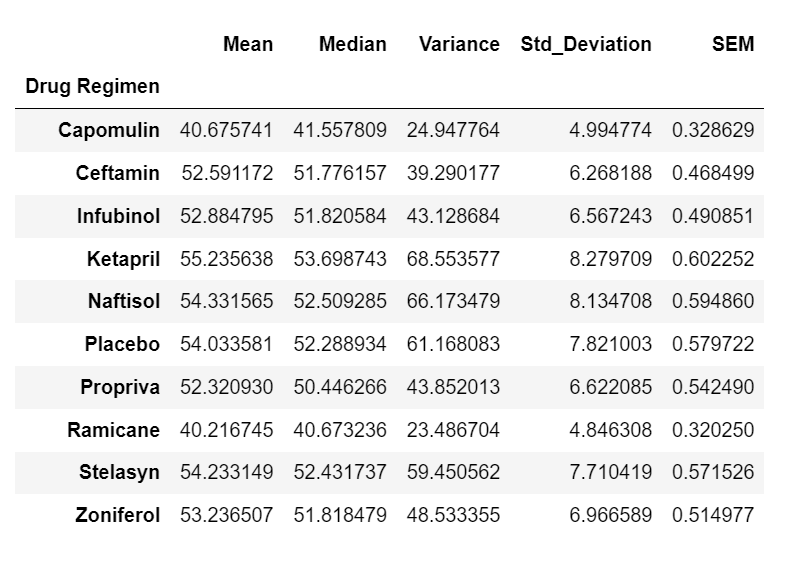 Mean Median Variance Std_Deviation SEM
Drug Regimen
Capomulin 40.675741 41.557809 24.947764 4.994774 0.328629
Ceftamin 52.591172 51.776157 39.290177 6.268188 0.468499
Infubinol 52.884795 51.820584 43.128684 6.567243 0.490851
Ketapril 55.235638 53.698743 68.553577 8.279709 0.602252
Naftisol 54.331565 52.509285 66.173479 8.134708 0.594860
Placebo 54.033581 52.288934 61.168083 7.821003 0.579722
Propriva 52.320930 50.446266 43.852013 6.622085 0.542490
Ramicane 40.216745 40.673236 23.486704 4.846308 0.320250
Stelasyn 54.233149 52.431737 59.450562 7.710419 0.571526
Zoniferol 53.236507 51.818479 48.533355 6.966589 0.514977